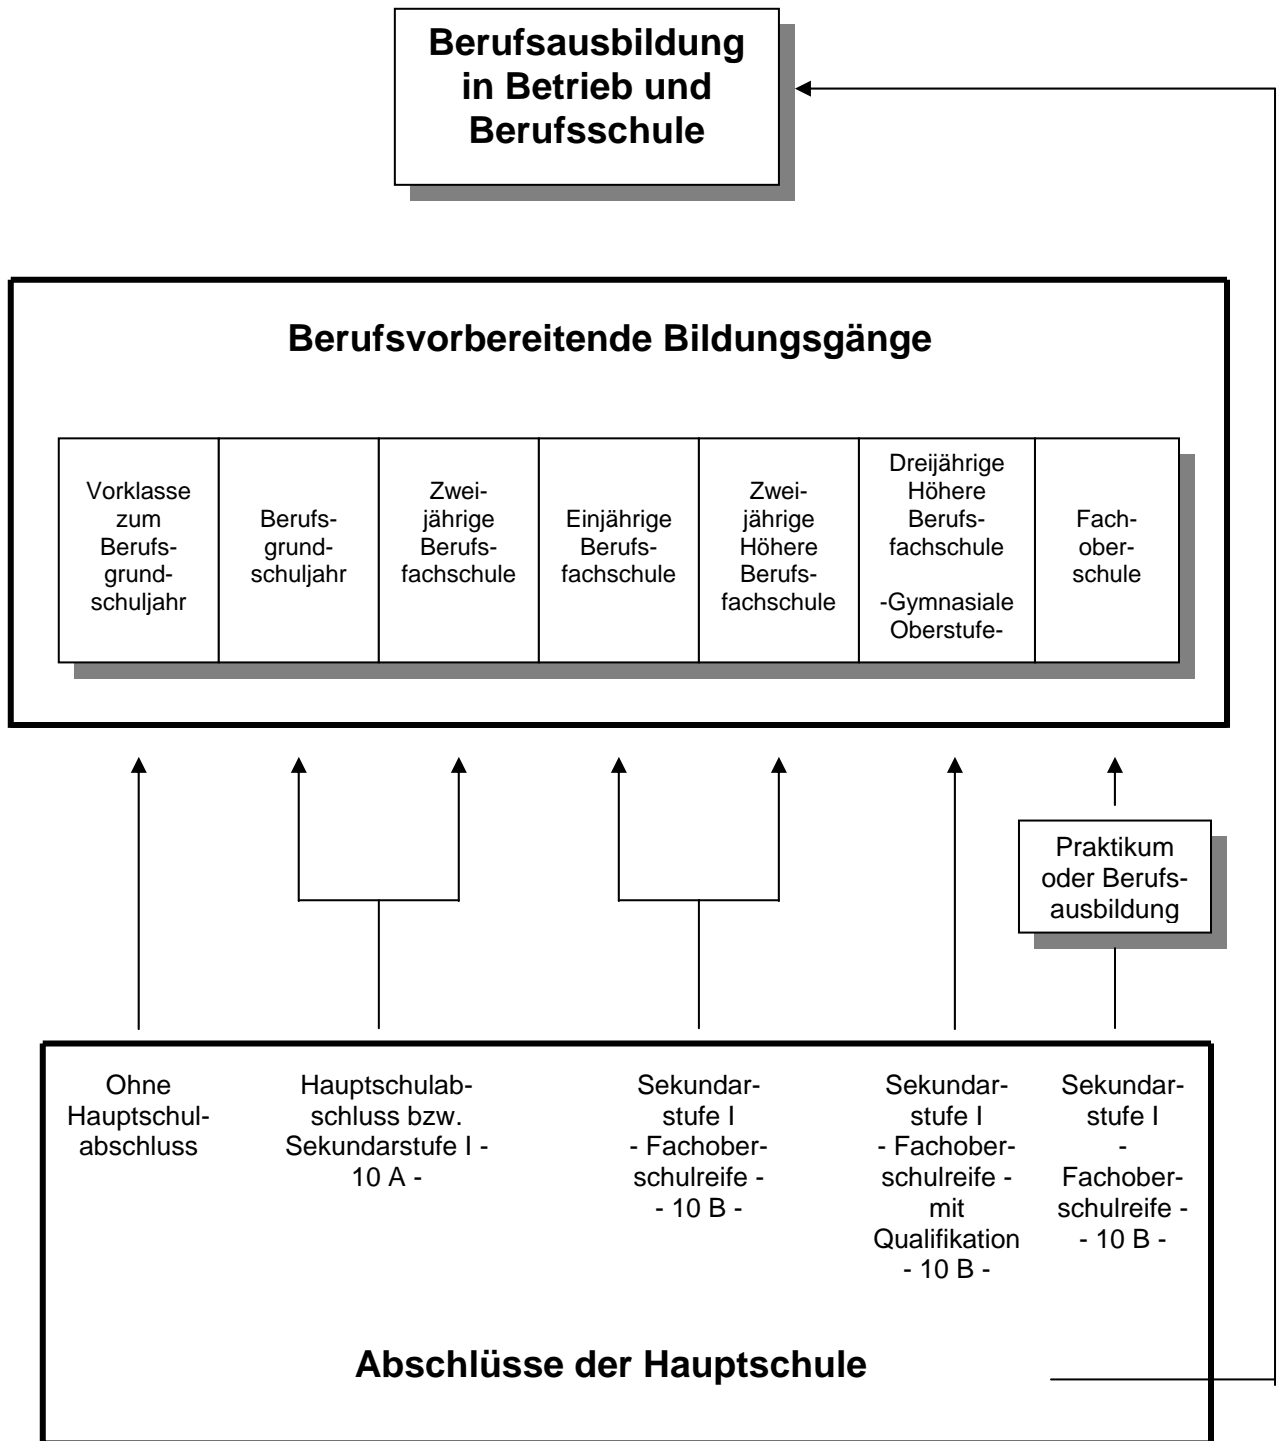 Berufsausbildung
in Betrieb und
Berufsschule
Berufsvorbereitende Bildungsgänge
Vorklasse
zum
Berufs-
grund-
schuljahr
Berufs-
grund-
schuljahr
Zwei-
jährige
Berufs-
fachschule
Einjährige
Berufs-
fachschule
Zwei-
jährige
Höhere
Berufs-
fachschule
Dreijährige
Höhere
Berufs-
fachschule
-Gymnasiale
Oberstufe-
Fach-
ober-
schule
Praktikum
oder Berufs-
ausbildung
Ohne
Hauptschul-
abschluss
Hauptschulab-
schluss bzw.
Sekundarstufe I -
10 A -
Sekundar-
stufe I
- Fachober-
schulreife -
- 10 B -
Sekundar-
stufe I
- Fachober-
schulreife -
mit
Qualifikation
- 10 B -
Sekundar-
stufe I
-
Fachober-
schulreife -
- 10 B -
Abschlüsse der Hauptschule